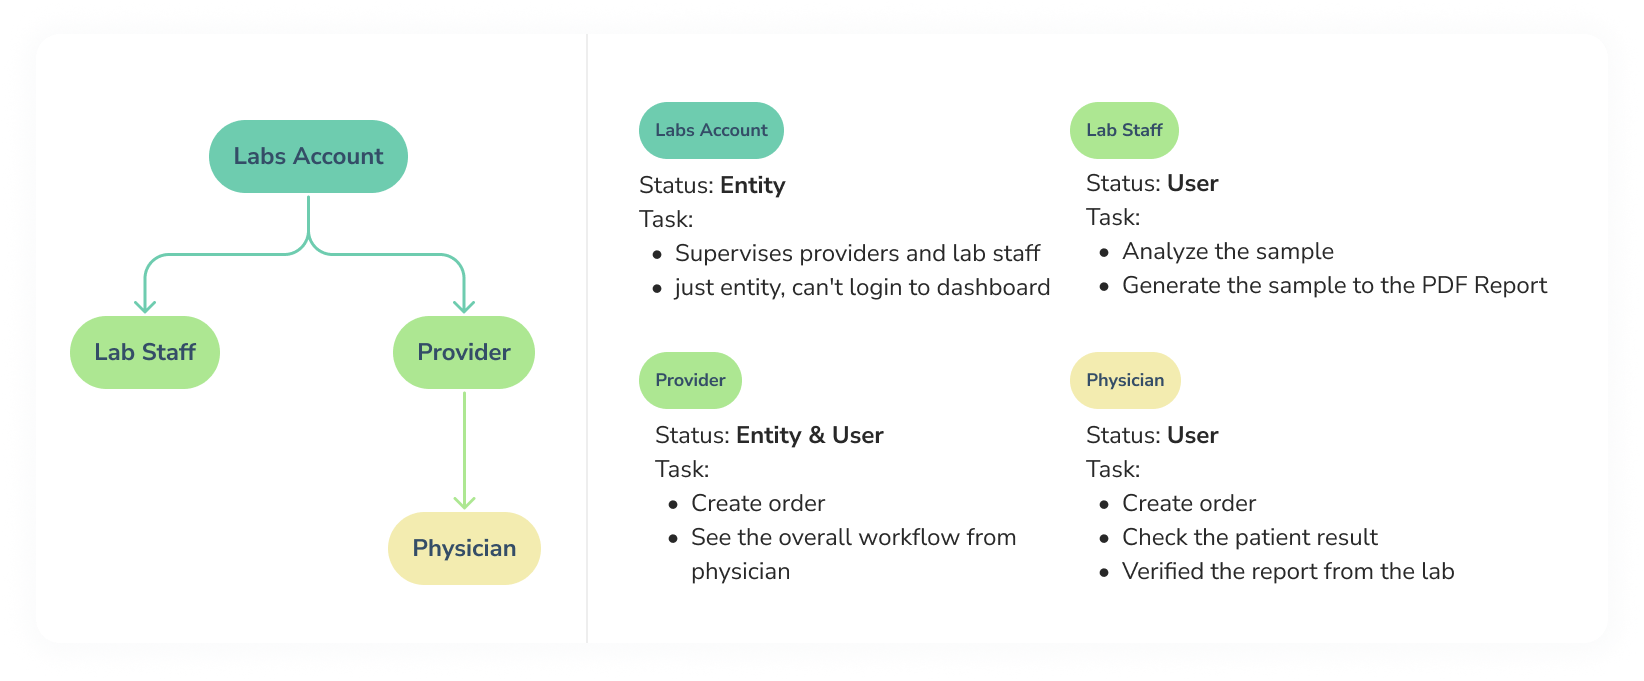 Labs Account
Lab Staff
Provider
Physician
Labs Account
Status: Entity
Task:
• Supervises providers and lab staff
• just entity, can't login to dashboard
Lab Staff
Status: User
Task:
• Analyze the sample
• Generate the sample to the PDF Report
Provider
Status: Entity & User
Task:
• Create order
• See the overall workflow from
physician
Physician
Status: User
Task:
• Create order
• Check the patient result
• Verified the report from the lab